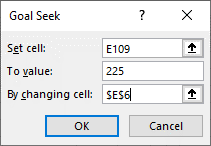 Goal Seek ? ×
Set cell: E109
To value: 225
By changing cell: $E$6
OK Cancel